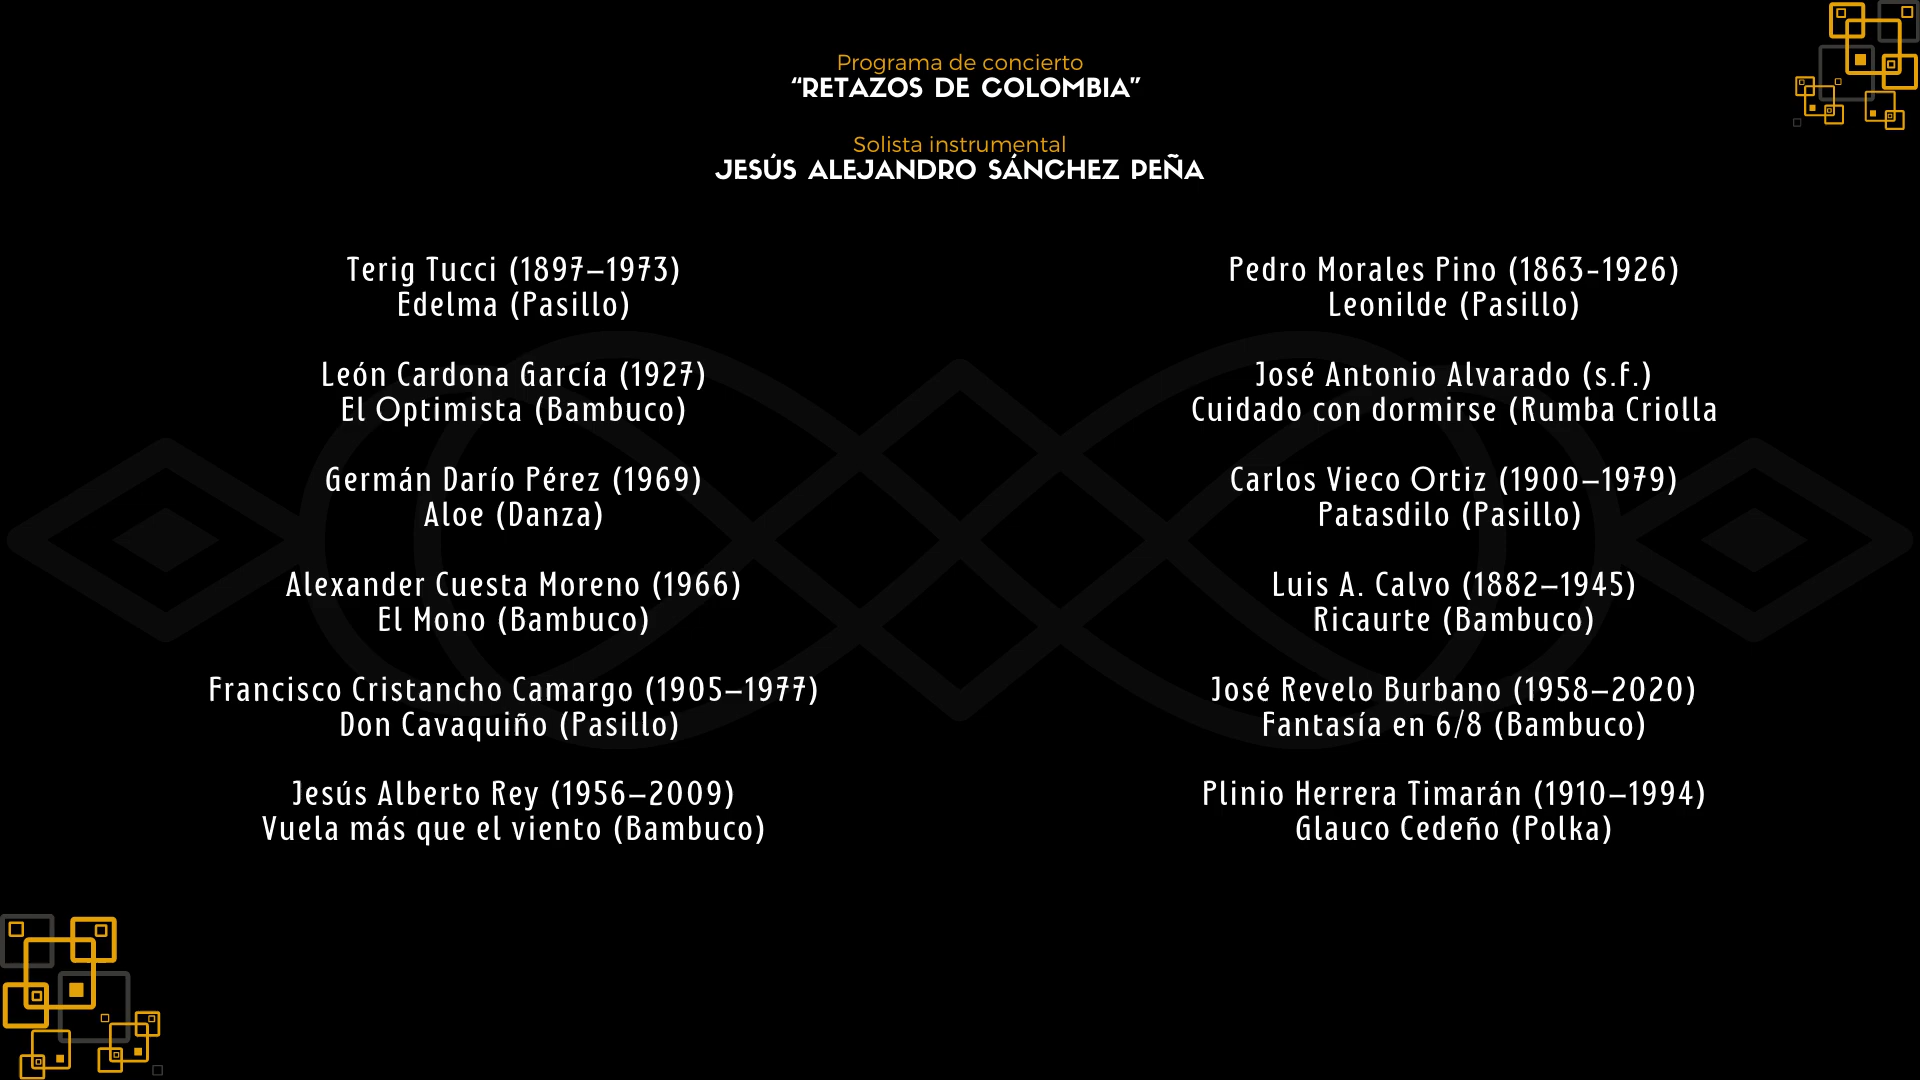 Programa de concierto
“RETAZOS DE COLOMBIA”
Solista instrumental
JESÚS ALEJANDRO SÁNCHEZ PEÑA
Terig Tucci (1897–1973)
Edelma (Pasillo)
León Cardona García (1927)
El Optimista (Bambuco)
Germán Darío Pérez (1969)
Aloe (Danza)
Alexander Cuesta Moreno (1966)
El Mono (Bambuco)
Francisco Cristancho Camargo (1905–1977)
Don Cavaquiño (Pasillo)
Jesús Alberto Rey (1956–2009)
Vuela más que el viento (Bambuco)
Pedro Morales Pino (1863-1926)
Leonilde (Pasillo)
José Antonio Alvarado (s.f.)
Cuidado con dormirse (Rumba Criolla
Carlos Vieco Ortiz (1900–1979)
Patasdilo (Pasillo)
Luis A. Calvo (1882–1945)
Ricaurte (Bambuco)
José Revelo Burbano (1958–2020)
Fantasía en 6/8 (Bambuco)
Plinio Herrera Timarán (1910–1994)
Glauco Cedeño (Polka)